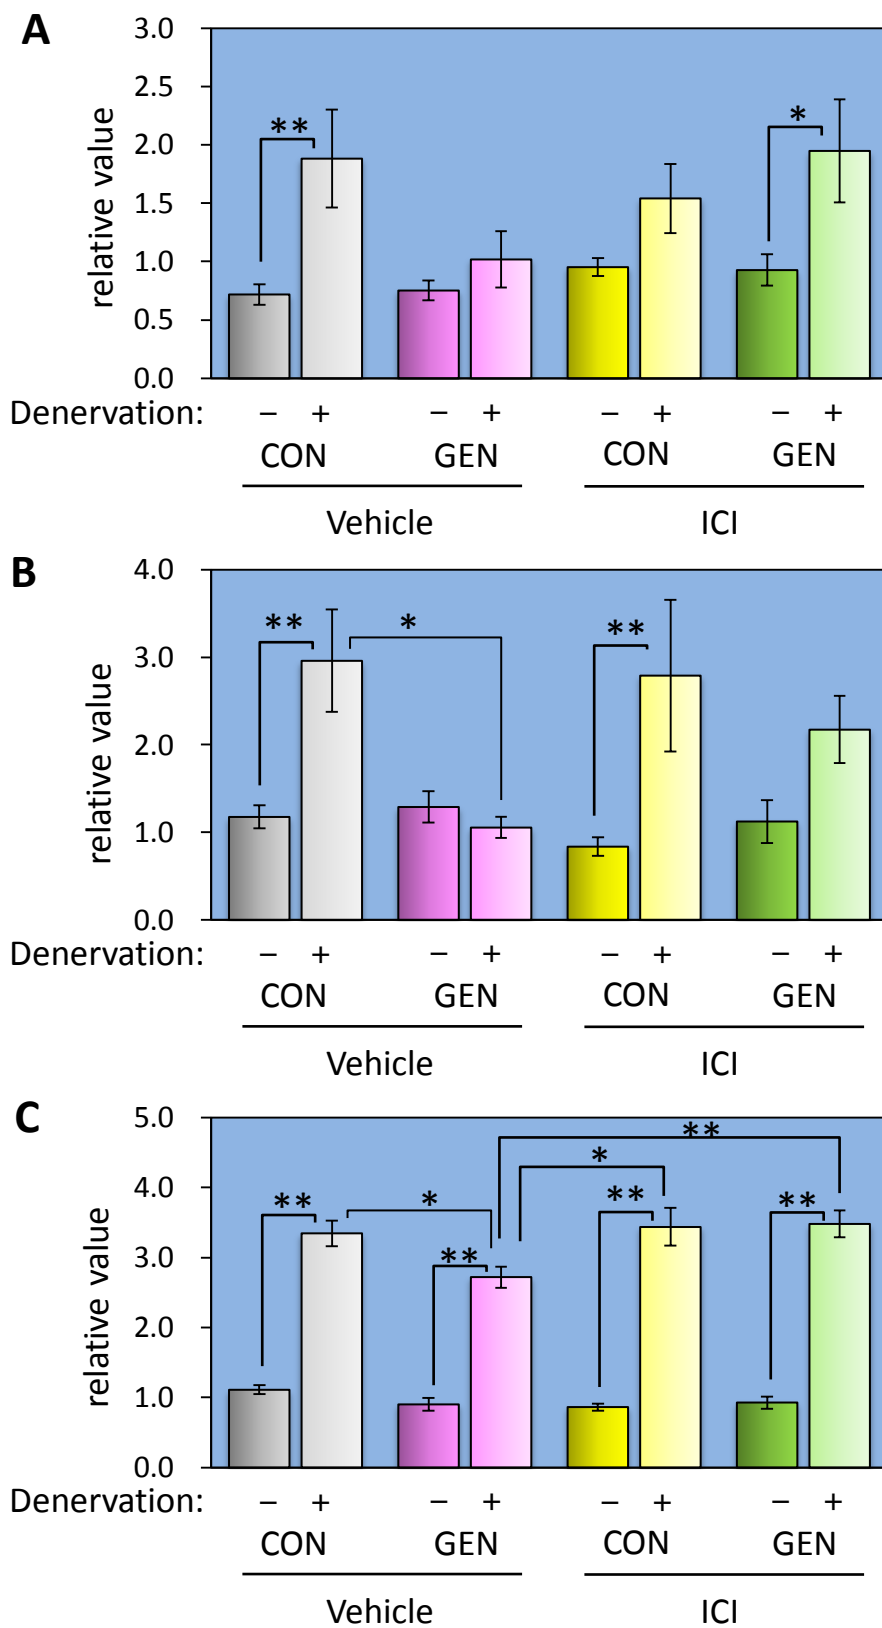 A
3.0
2.5
2.0
1.5
1.0
0.5
0.0
relative value
** *
Denervation: − + − + − + − +
CON GEN CON GEN
Vehicle ICI
B
4.0
3.0
2.0
1.0
0.0
relative value
** * **
Denervation: − + − + − + − +
CON GEN CON GEN
Vehicle ICI
C
5.0
4.0
3.0
2.0
1.0
0.0
relative value
**
*
** * ** **
**
Denervation: − + − + − + − +
CON GEN CON GEN
Vehicle ICI